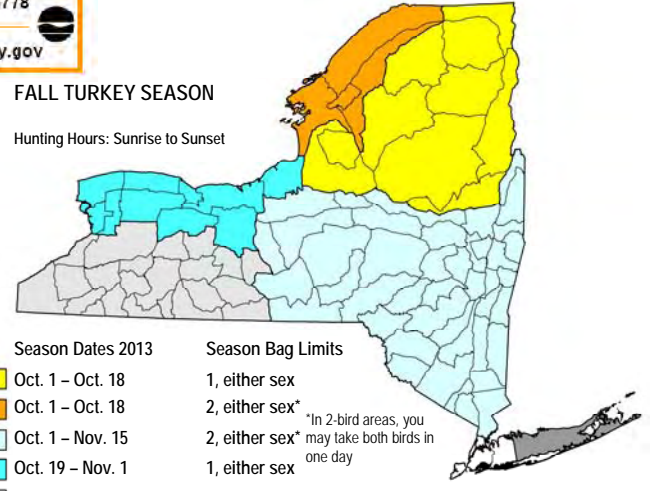 y.gov
FALL TURKEY SEASON
Hunting Hours: Sunrise to Sunset
Season Dates 2013 Season Bag Limits
Oct. 1 – Oct. 18 1, either sex
Oct. 1 – Oct. 18 2, either sex*
Oct. 1 – Nov. 15 2, either sex*
Oct. 19 – Nov. 1 1, either sex
*In 2-bird areas, you
may take both birds in
one day